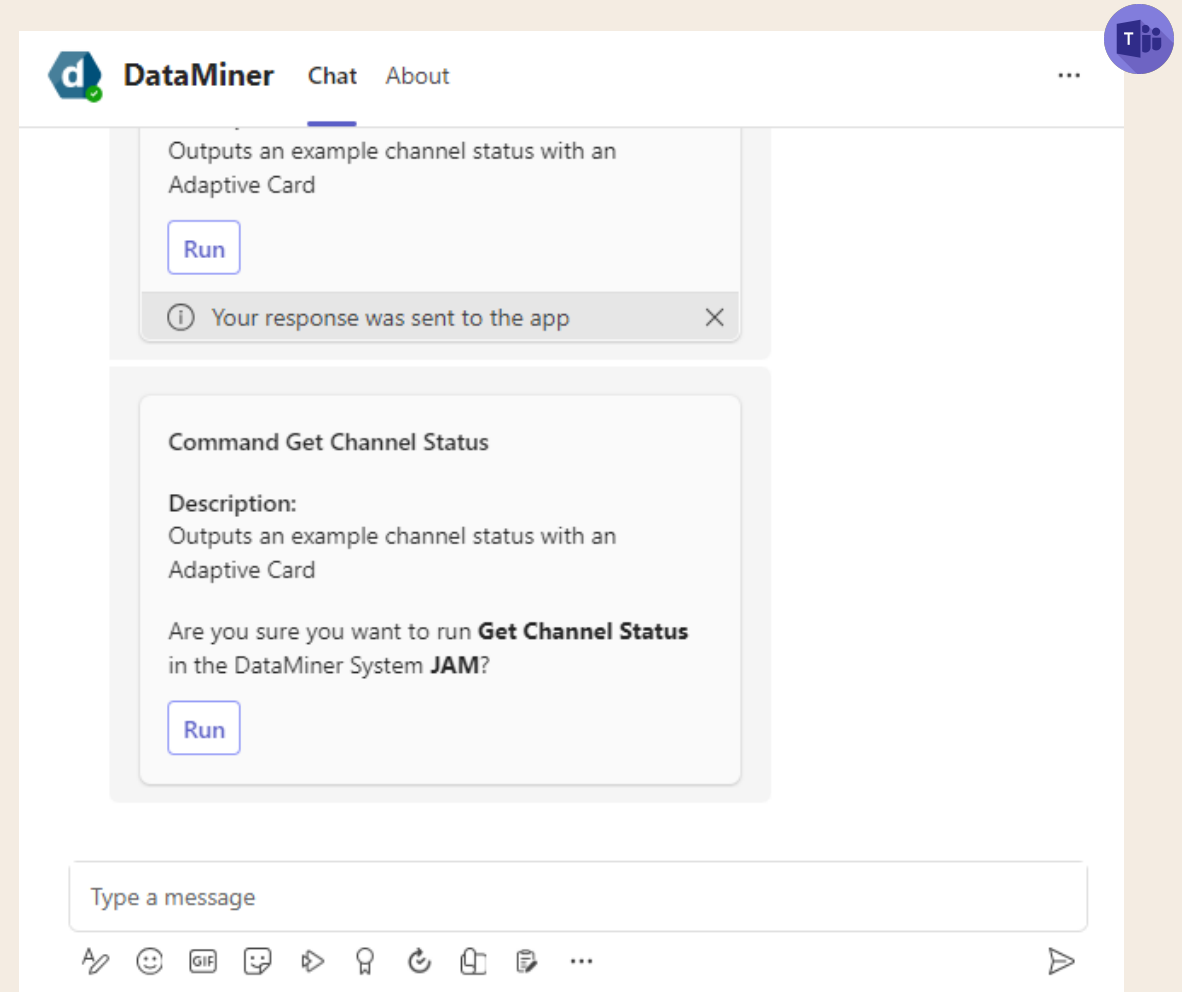 DataMiner Chat About
Outputs an example channel status with an
Adaptive Card
Run
Your response was sent to the app
Command Get Channel Status
Description:
Outputs an example channel status with an
Adaptive Card
Are you sure you want to run Get Channel Status
in the DataMiner System JAM?
Run
Type a message
GIF
T
d